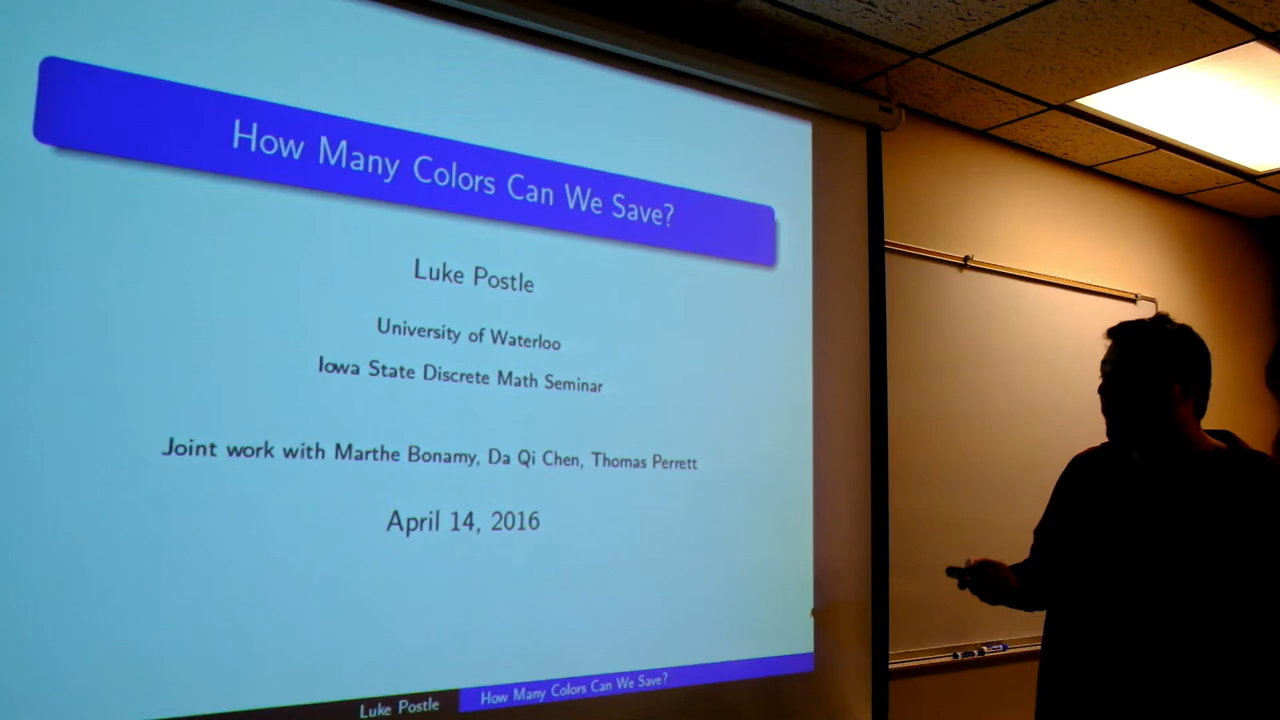 How Many Colors Can We Save?
Luke Postle
University of Waterloo
Iowa State Discrete Math Seminar
Joint work with Marthe Bonamy, Da Qi Chen, Thomas Perrett
April 14, 2016
Luke Postle
How Many Colors Can We Save?